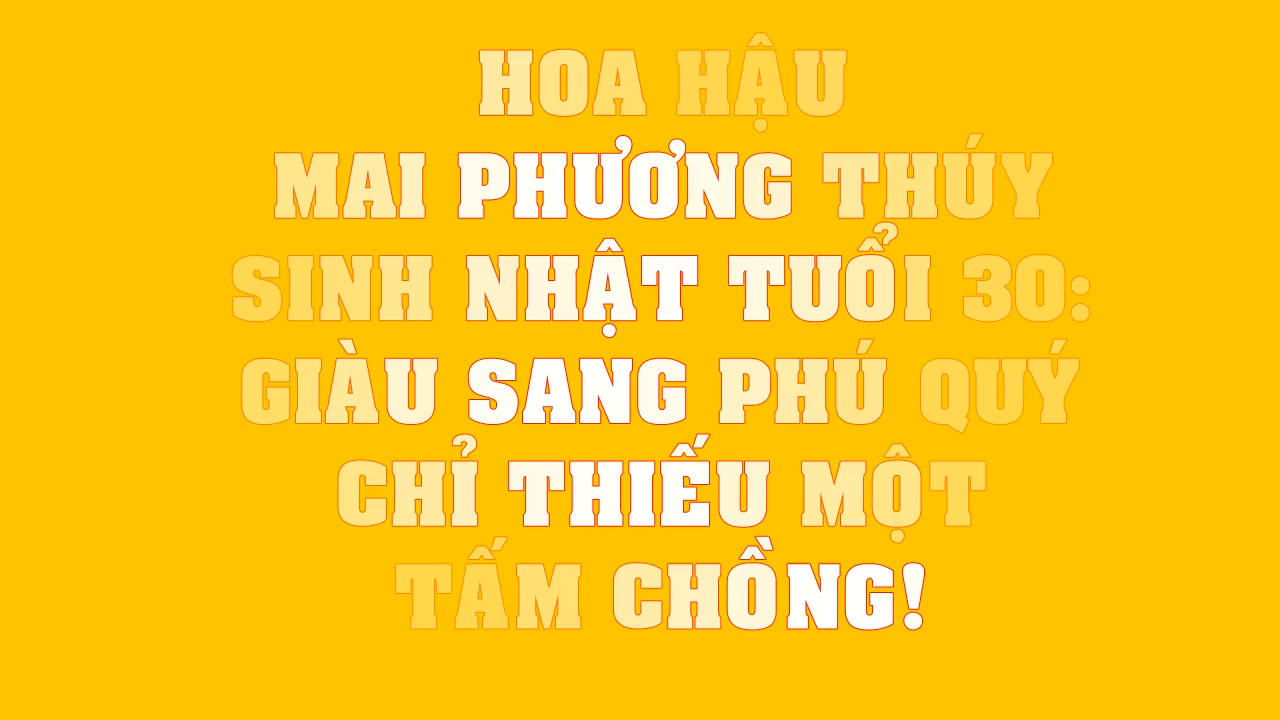 HOA HẬU
MAI PHƯƠNG THÚY
SINH NHẬT TUỔI 30:
GIÀU SANG PHÚ QUÝ
CHỈ THIẾU MỘT
TẤM CHỒNG!